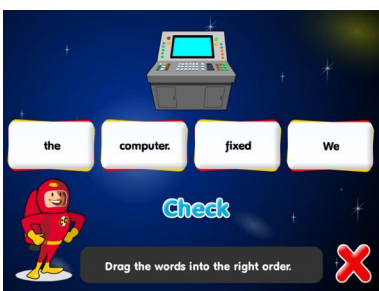 the computer. fixed We
Check
Drag the words into the right order.